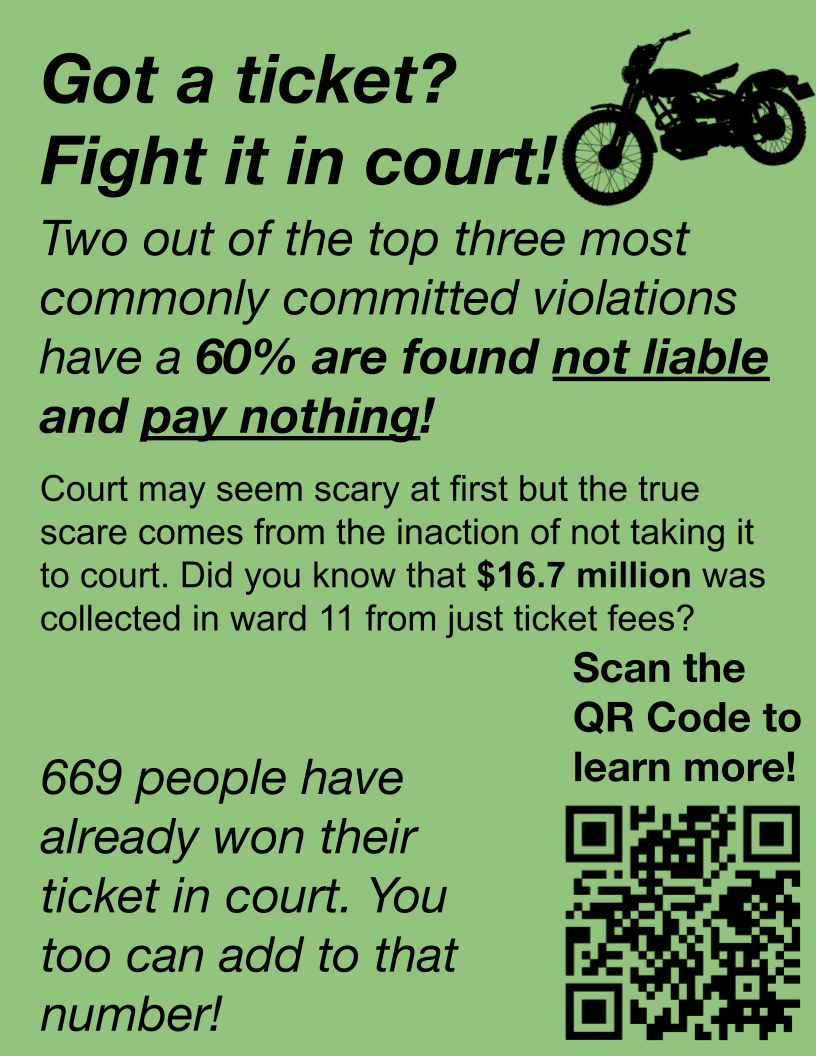 Got a ticket?
Fight it in court!
Two out of the top three most
commonly committed violations
have a 60% are found not liable
and pay nothing!
Court may seem scary at first but the true
scare comes from the inaction of not taking it
to court. Did you know that $16.7 million was
collected in ward 11 from just ticket fees?
Scan the
QR Code to
learn more!
669 people have
already won their
ticket in court. You
too can add to that
number!